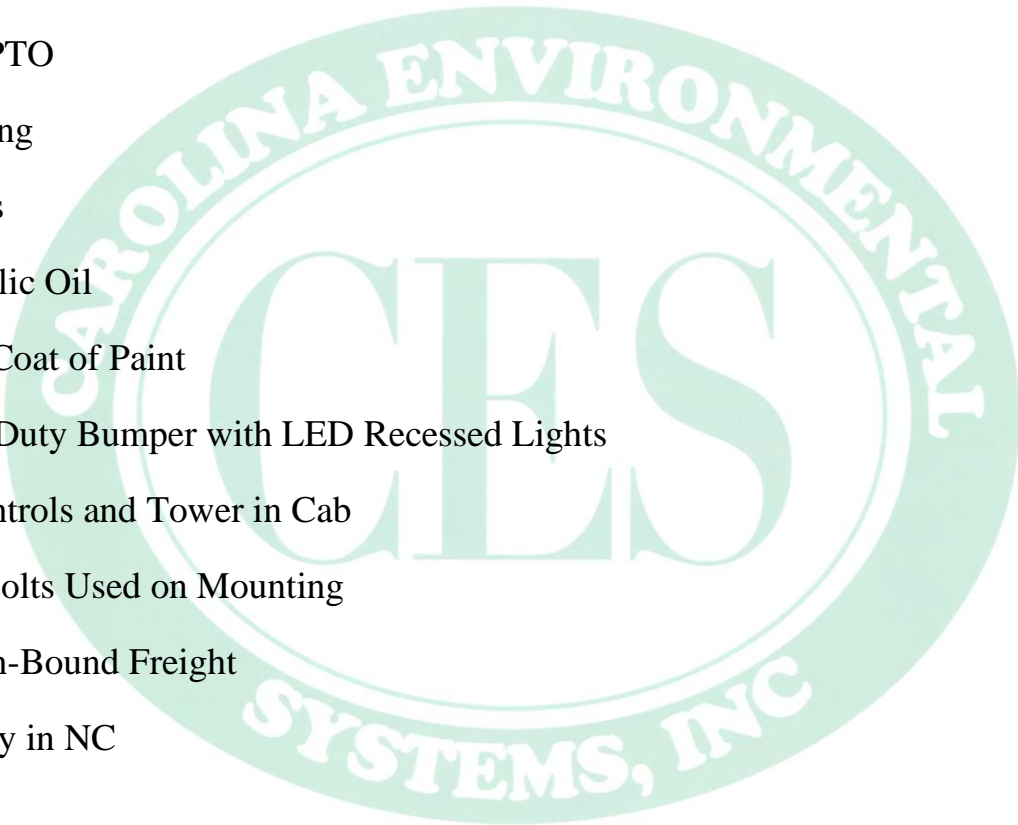 PTO
ng
s
lic Oil
Coat of Paint
Duty Bumper with LED Recessed Lights
ntrols and Tower in Cab
olts Used on Mounting
n-Bound Freight
y in NC
CAROLINA ENVIRONMENTAL
CES
SYSTEMS, INC